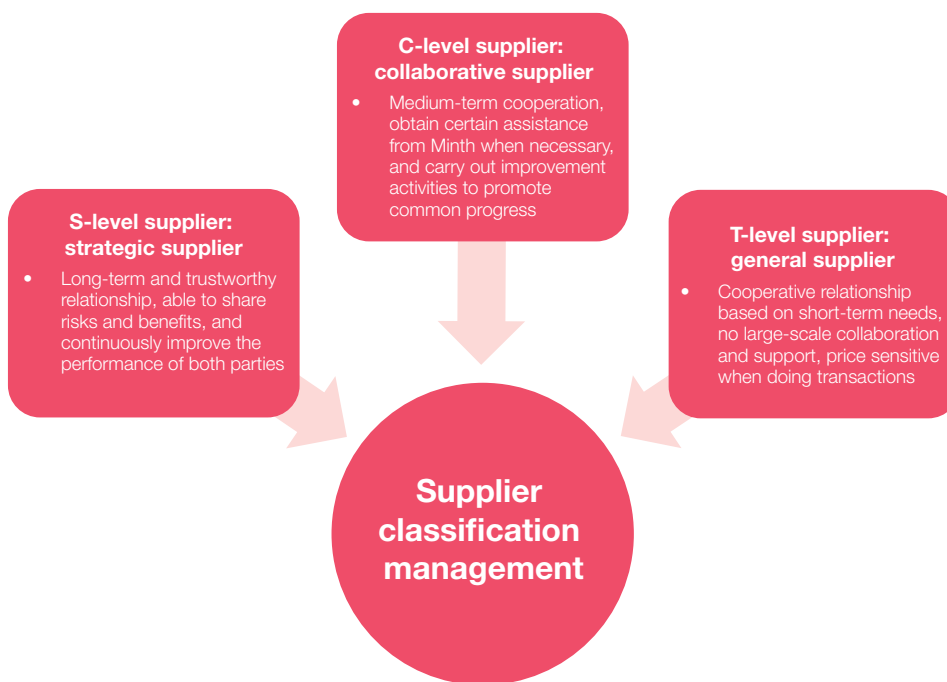 C-level supplier:
collaborative supplier
• Medium-term cooperation,
obtain certain assistance
from Minth when necessary,
and carry out improvement
activities to promote
common progress
S-level supplier:
strategic supplier
• Long-term and trustworthy
relationship, able to share
risks and benefits, and
continuously improve the
performance of both parties
T-level supplier:
general supplier
• Cooperative relationship
based on short-term needs,
no large-scale collaboration
and support, price sensitive
when doing transactions
Supplier
classification
management